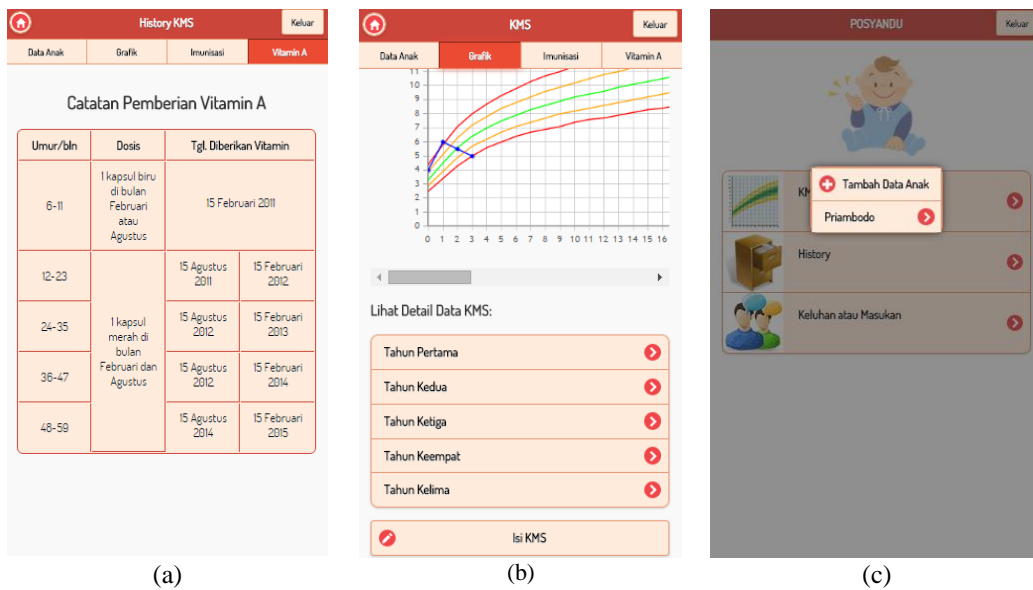 History KMS
Keluar
Data Anak
Grafik
Imunisasi
Vitamin A
Catatan Pemberian Vitamin A
Umur/bln
Dosis
Tgl. Diberikan Vitamin
6-11
1 kapsul biru
di bulan
Februari
atau
Agustus
15 Februari 2011
12-23
1 kapsul
merah di
bulan
Februari dan
Agustus
15 Agustus
2011
15 Februari
2012
24-35
15 Agustus
2012
15 Februari
2013
36-47
15 Agustus
2012
15 Februari
2014
48-59
15 Agustus
2014
15 Februari
2015
(a)
KMS
Keluar
Data Anak
Grafik
Imunisasi
Vitamin A
11
10
9
8
7
6
5
4
3
2
1
0
0 1 2 3 4 5 6 7 8 9 10 11 12 13 14 15 16
Lihat Detail Data KMS:
Tahun Pertama
Tahun Kedua
Tahun Ketiga
Tahun Keempat
Tahun Kelima
Isi KMS
(b)
POSYANDU
Keluar
Tambah Data Anak
Priambodo
History
Keluhan atau Masukan
(c)